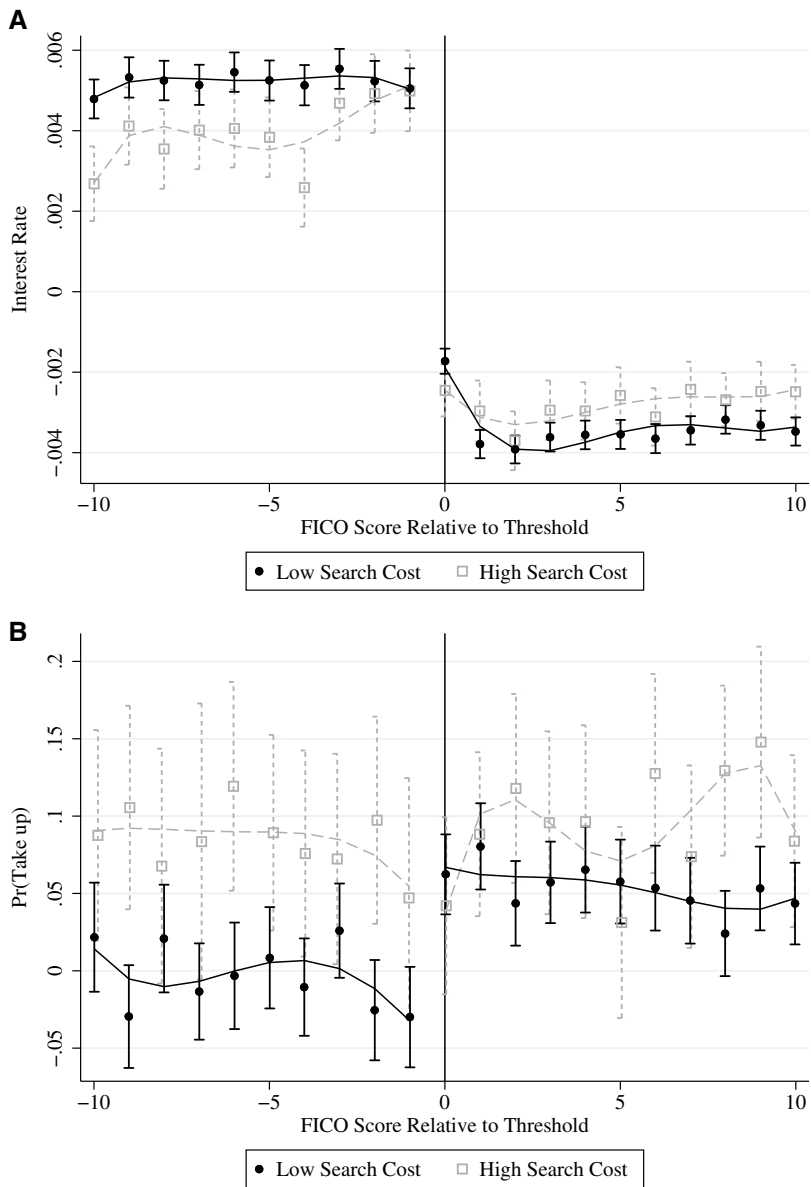 A
.006
.004
.002
0
−.002
−.004
Interest Rate
−10
−5
0
5
10
FICO Score Relative to Threshold
Low Search Cost
High Search Cost
B
.2
.15
.1
.05
0
−.05
Pr(Take up)
−10
−5
0
5
10
FICO Score Relative to Threshold
Low Search Cost
High Search Cost